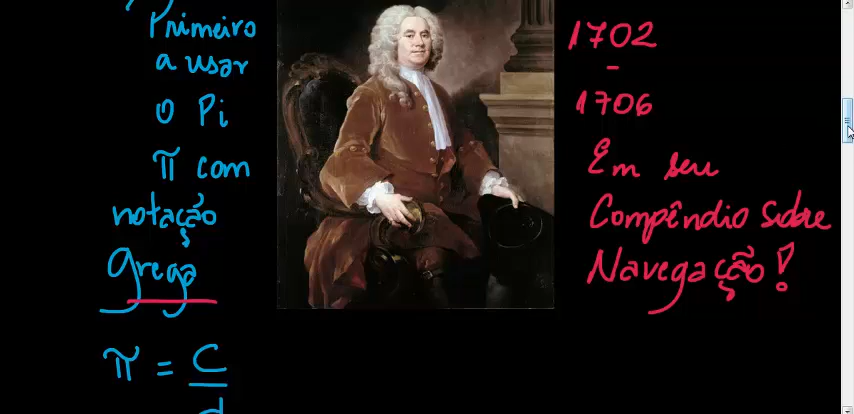 Primeiro
a usar
o Pi
π com
notação
grega
π = C
d
1702
-
1706
Em seu
Compêndio sobre
Navegação!